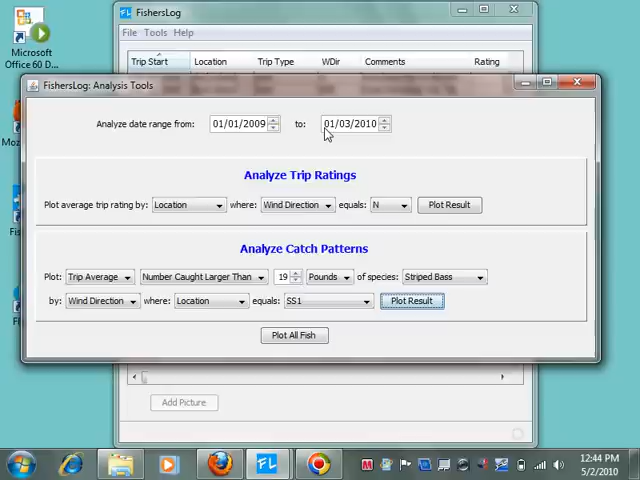 FishersLog
File Tools Help
Trip Start Location Trip Type WDir Comments Rating
FishersLog: Analysis Tools
Analyze date range from: 01/01/2009 to: 01/03/2010
Analyze Trip Ratings
Plot average trip rating by: Location where: Wind Direction equals: N Plot Result
Analyze Catch Patterns
Plot: Trip Average Number Caught Larger Than 19 Pounds of species: Striped Bass
by: Wind Direction where: Location equals: SS1 Plot Result
Plot All Fish
Add Picture
Microsoft
Office 60 D...
12:44 PM
5/2/2010